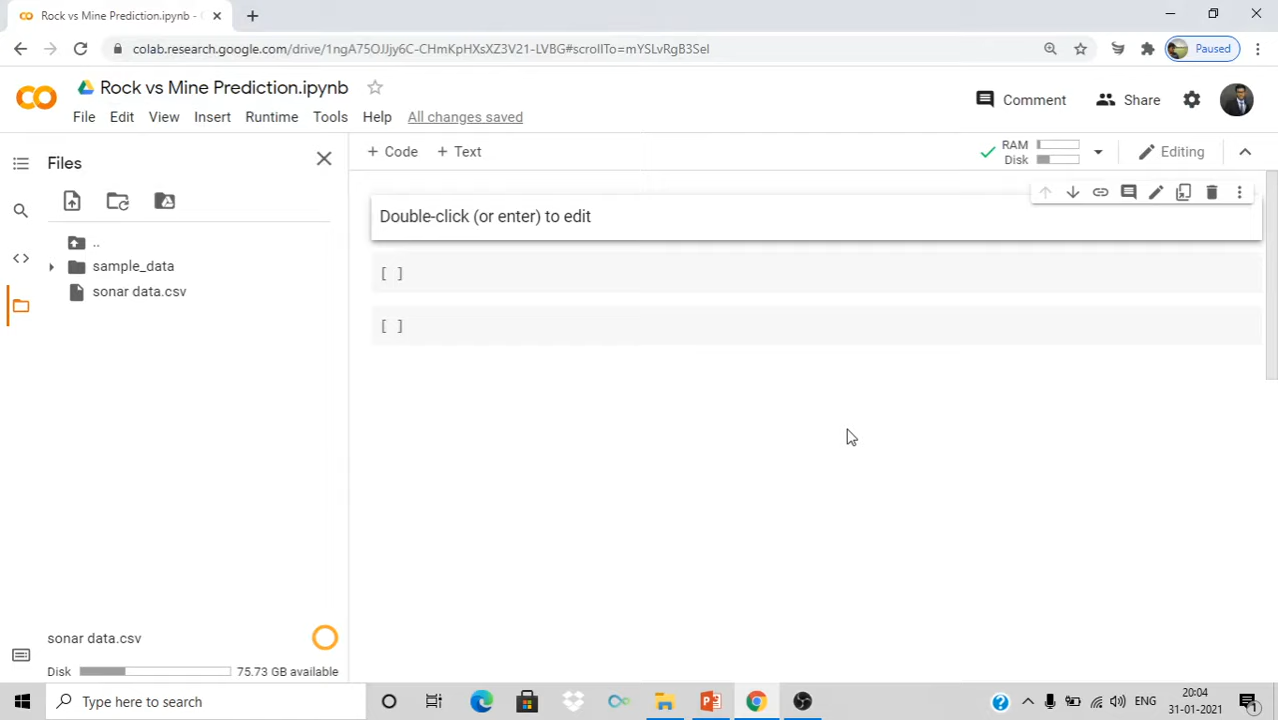 Rock vs Mine Prediction.ipynb - 
colab.research.google.com/drive/1ngA75OJJjy6C-CHmKpHXsXZ3V21-LVBG#scrollTo=mYSLvRgB3Sel
Paused
Rock vs Mine Prediction.ipynb
Comment
Share
File Edit View Insert Runtime Tools Help All changes saved
Files
+ Code + Text
RAM
Disk
Editing
Double-click (or enter) to edit
..
sample_data
sonar data.csv
[ ]
[ ]
sonar data.csv
Disk
75.73 GB available
Type here to search
ENG
20:04
31-01-2021
1